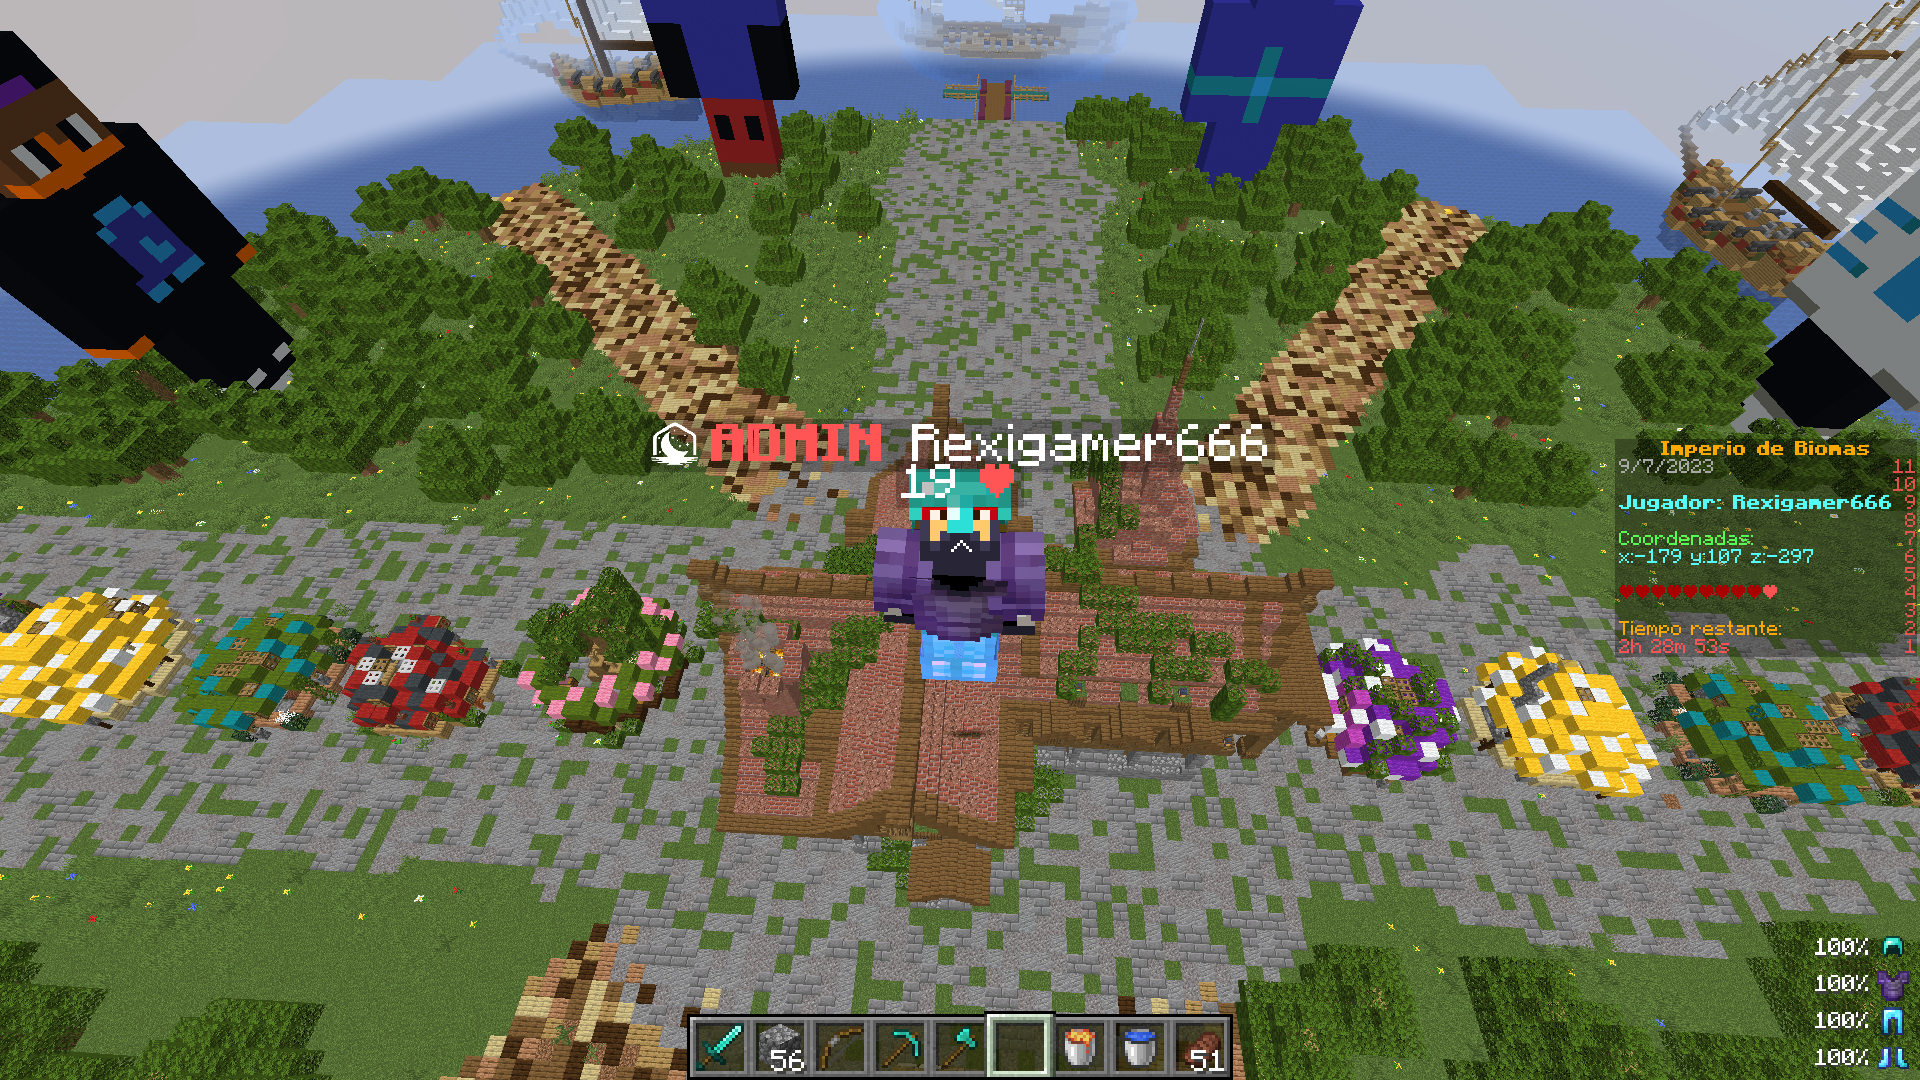 ADMIN Rexigamer666
19
Imperio de Biomas
9/7/2023 11
10
Jugador: Rexigamer666 9
8
Coordenadas: 7
x:-179 y:107 z:-297 6
5
4
3
Tiempo restante: 2
2h 28m 53s 1
100%
100%
100%
100%
56
51